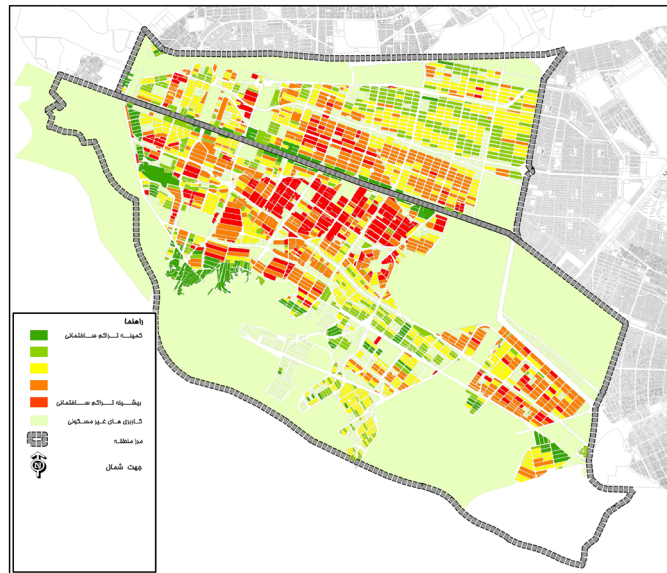 راهنما
کمینه تراکم ساختمانی
بیشینه تراکم ساختمانی
کاربری های غیر مسکونی
مرز منطقه
جهت شمال
N